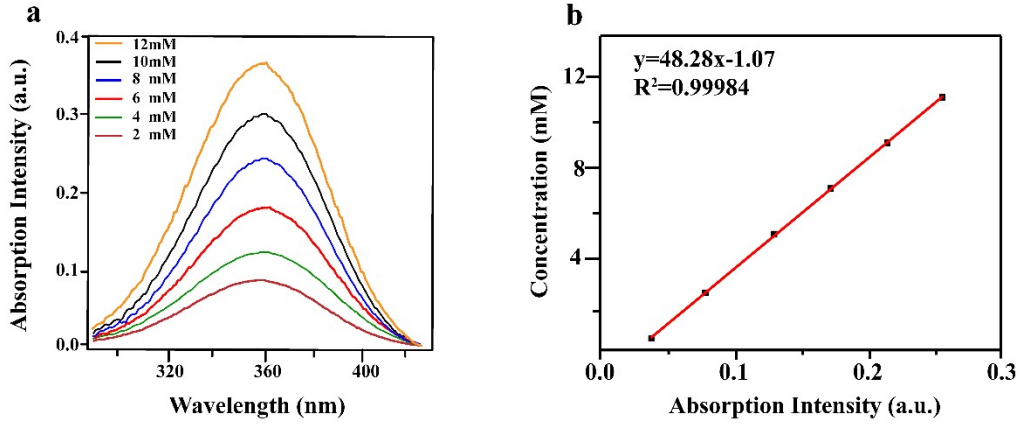 a
Absorption Intensity (a.u.)
0.4
0.3
0.2
0.1
0.0
12mM
10mM
8 mM
6 mM
4 mM
2 mM
320
360
400
Wavelength (nm)
b
Concentration (mM)
12
8
4
y=48.28x-1.07
R²=0.99984
0.0
0.1
0.2
0.3
Absorption Intensity (a.u.)